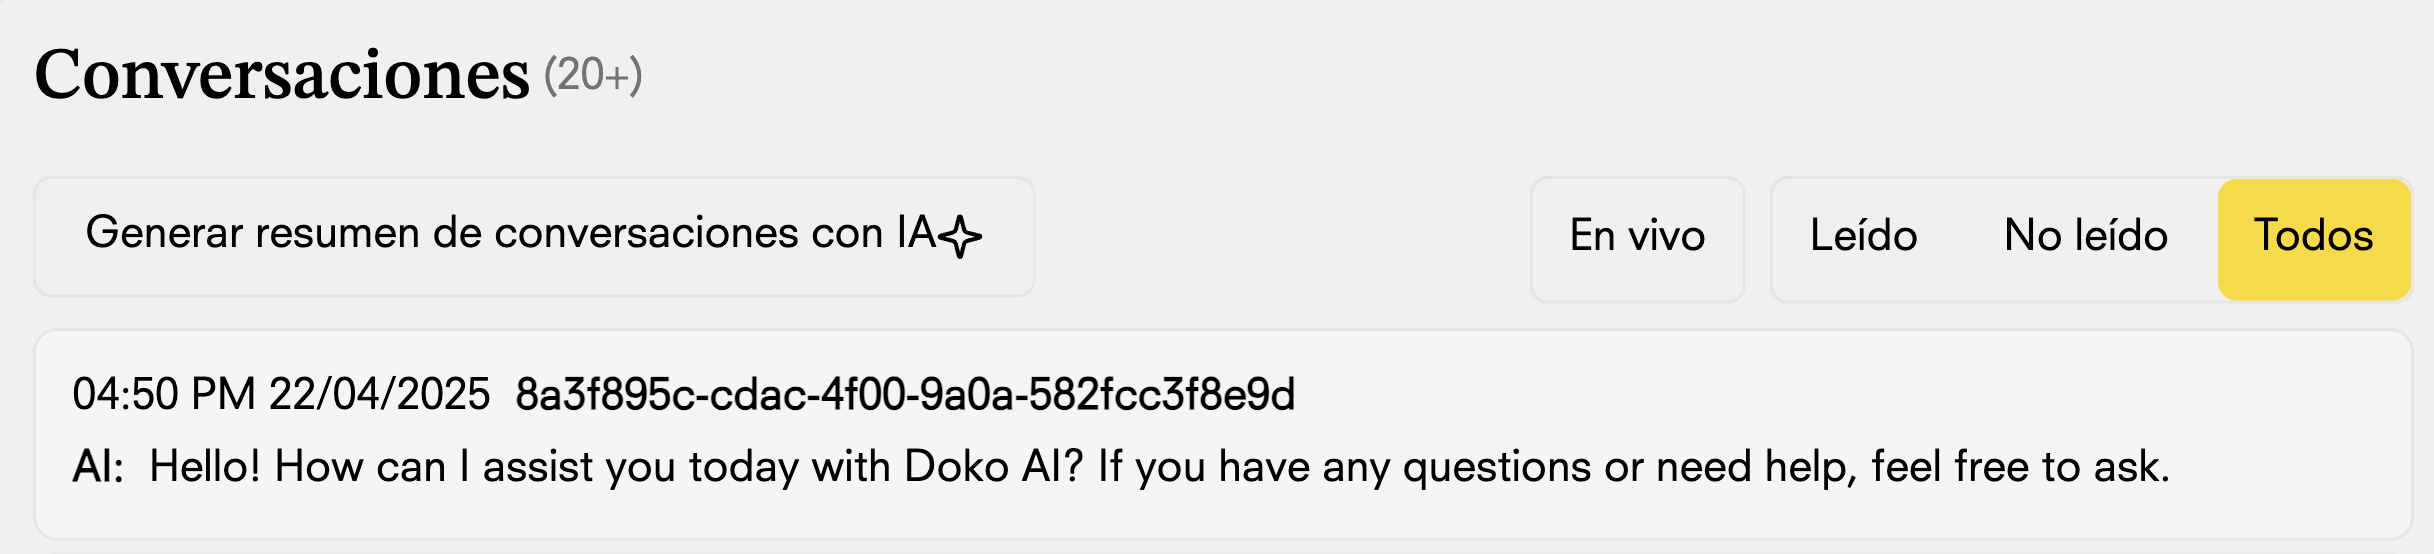 Conversaciones (20+)
Generar resumen de conversaciones con IA
En vivo
Leído
No leído
Todos
04:50 PM 22/04/2025 8a3f895c-cdac-4f00-9a0a-582fcc3f8e9d
AI: Hello! How can I assist you today with Doko AI? If you have any questions or need help, feel free to ask.